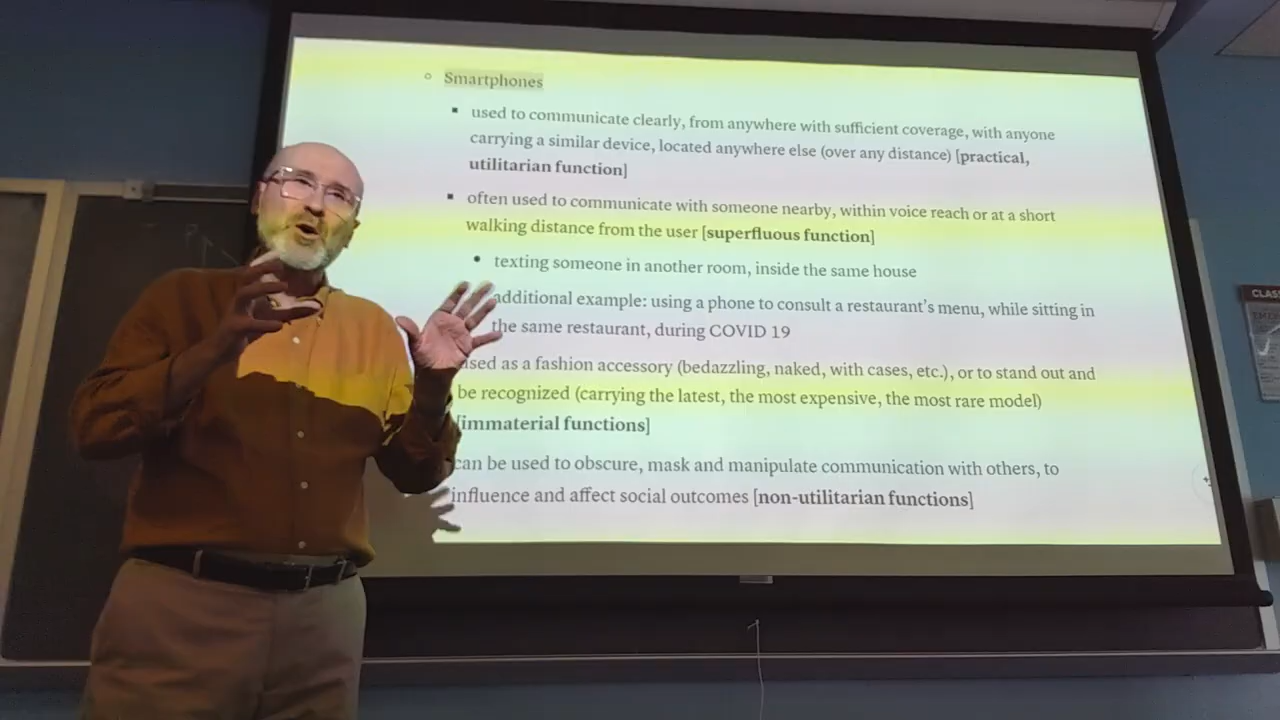 Smartphones
used to communicate clearly, from anywhere with sufficient coverage, with anyone
carrying a similar device, located anywhere else (over any distance) [practical,
utilitarian function]
often used to communicate with someone nearby, within voice reach or at a short
walking distance from the user [superfluous function]
texting someone in another room, inside the same house
additional example: using a phone to consult a restaurant's menu, while sitting in
the same restaurant, during COVID 19
used as a fashion accessory (bedazzling, naked, with cases, etc.), or to stand out and
be recognized (carrying the latest, the most expensive, the most rare model)
[immaterial functions]
can be used to obscure, mask and manipulate communication with others, to
influence and affect social outcomes [non-utilitarian functions]
CLAS